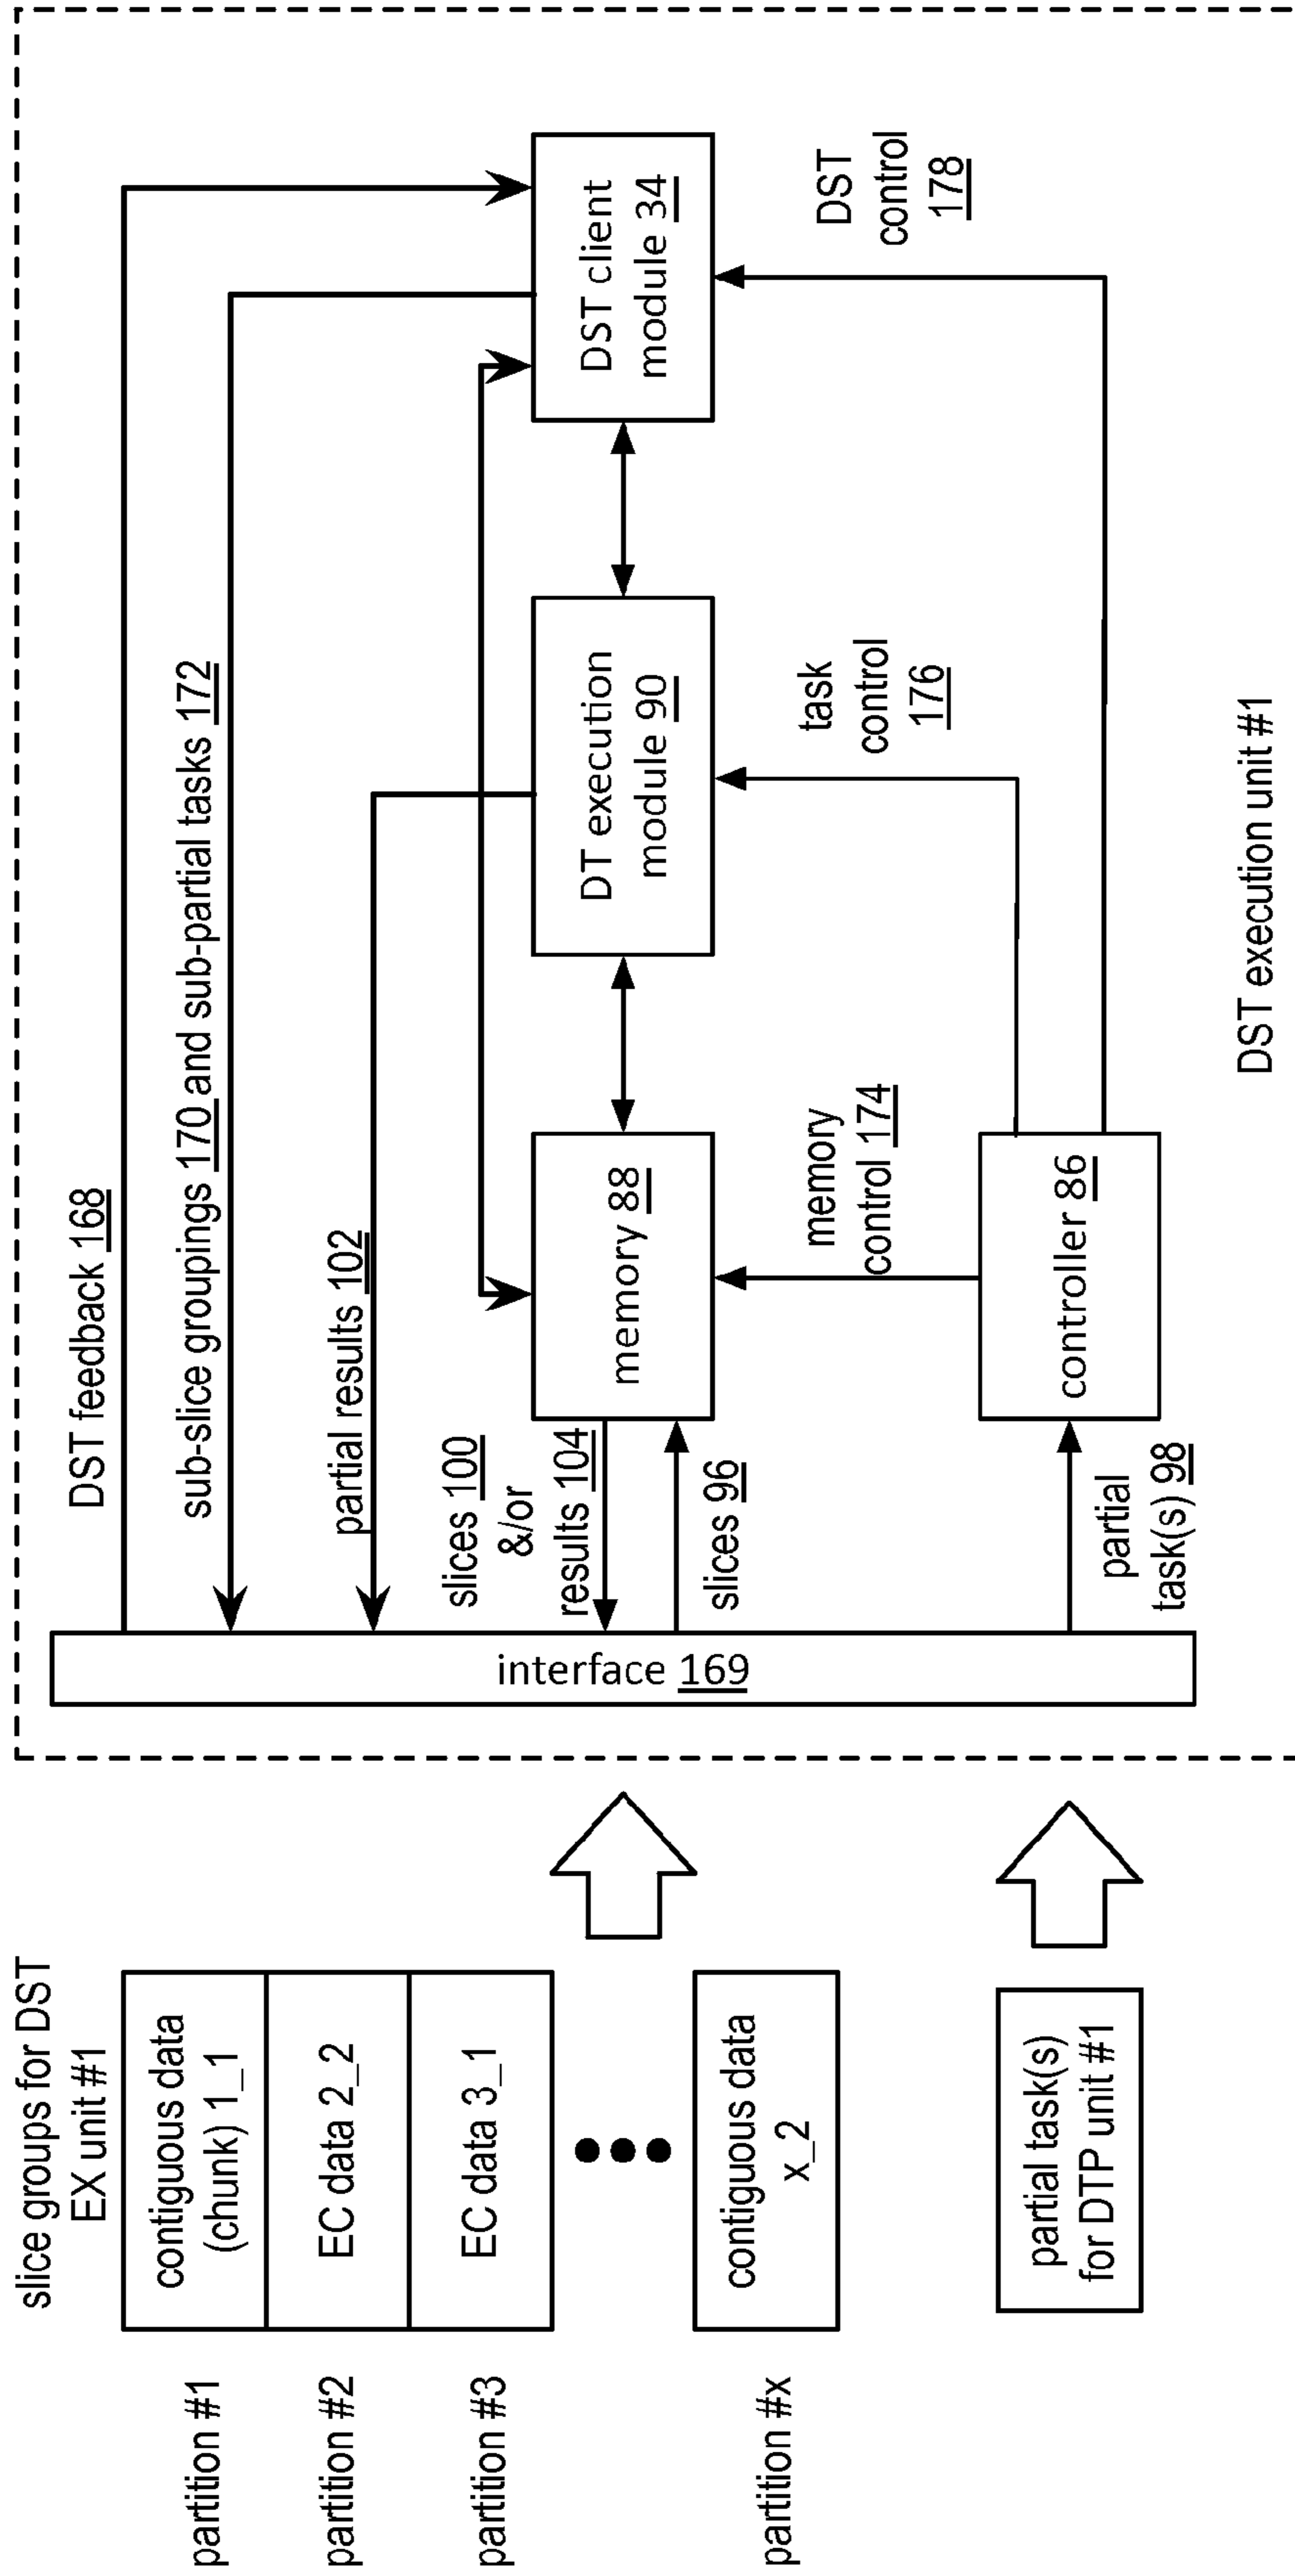 slice groups for DST
EX unit #1
partition #1
contiguous data
(chunk) 1_1
partition #2
EC data 2_2
partition #3
EC data 3_1
partition #x
contiguous data
x_2
partial task(s)
for DTP unit #1
interface 169
DST feedback 168
sub-slice groupings 170 and sub-partial tasks 172
partial results 102
slices 100
&/or
results 104
slices 96
partial
task(s) 98
memory 88
DT execution
module 90
DST client
module 34
memory
control 174
task
control
176
DST
control
178
controller 86
DST execution unit #1